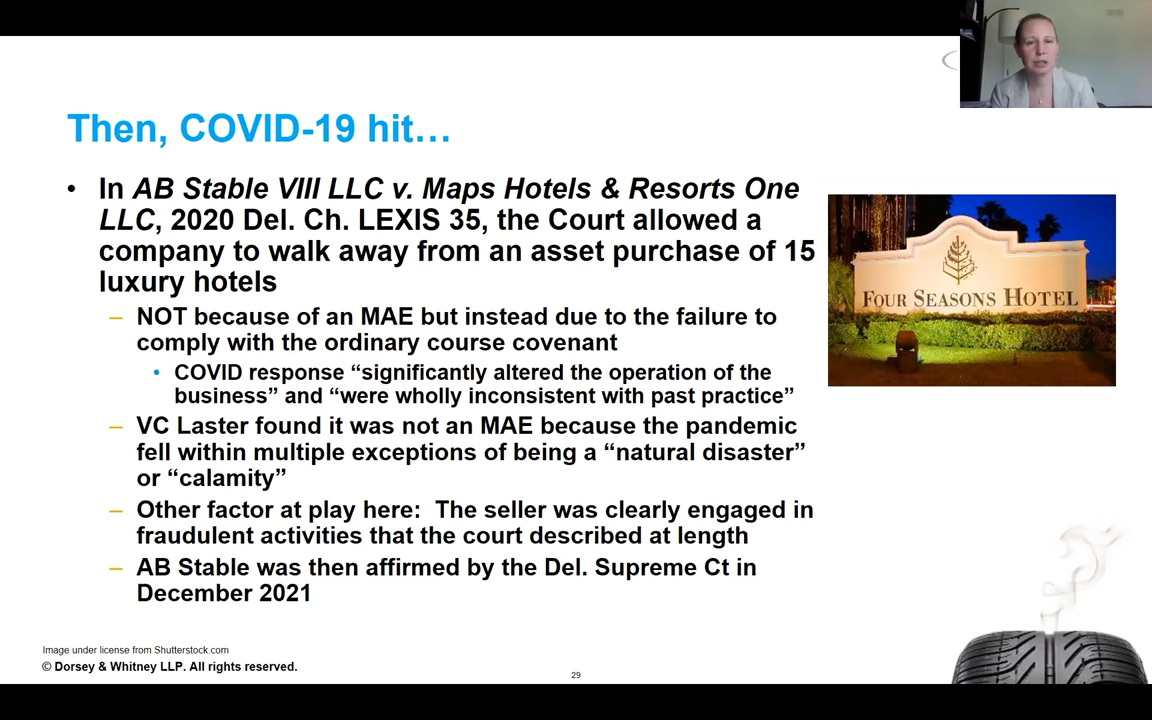 Then, COVID-19 hit…
• In AB Stable VIII LLC v. Maps Hotels & Resorts One
LLC, 2020 Del. Ch. LEXIS 35, the Court allowed a
company to walk away from an asset purchase of 15
luxury hotels
– NOT because of an MAE but instead due to the failure to
comply with the ordinary course covenant
• COVID response “significantly altered the operation of the
business” and “were wholly inconsistent with past practice”
– VC Laster found it was not an MAE because the pandemic
fell within multiple exceptions of being a “natural disaster”
or “calamity”
– Other factor at play here: The seller was clearly engaged in
fraudulent activities that the court described at length
– AB Stable was then affirmed by the Del. Supreme Ct in
December 2021
FOUR SEASONS HOTEL
Image under license from Shutterstock.com
© Dorsey & Whitney LLP. All rights reserved.
29